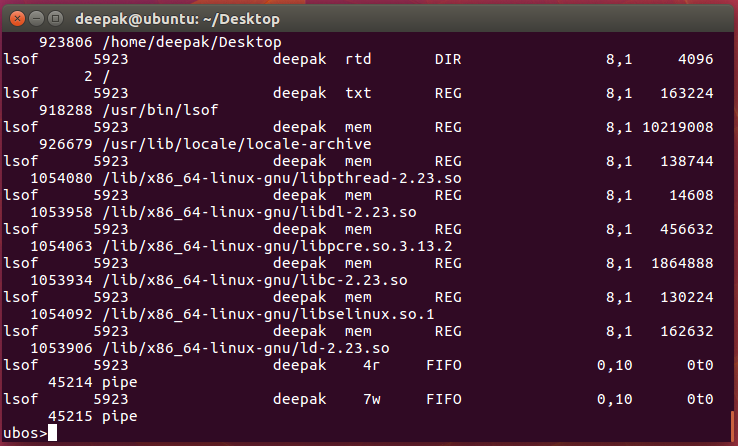 deepak@ubuntu: ~/Desktop
923806 /home/deepak/Desktop
lsof 5923 deepak rtd DIR 8,1 4096
2 /
lsof 5923 deepak txt REG 8,1 163224
918288 /usr/bin/lsof
lsof 5923 deepak mem REG 8,1 10219008
926679 /usr/lib/locale/locale-archive
lsof 5923 deepak mem REG 8,1 138744
1054080 /lib/x86_64-linux-gnu/libpthread-2.23.so
lsof 5923 deepak mem REG 8,1 14608
1053958 /lib/x86_64-linux-gnu/libdl-2.23.so
lsof 5923 deepak mem REG 8,1 456632
1054063 /lib/x86_64-linux-gnu/libpcre.so.3.13.2
lsof 5923 deepak mem REG 8,1 1864888
1053934 /lib/x86_64-linux-gnu/libc-2.23.so
lsof 5923 deepak mem REG 8,1 130224
1054092 /lib/x86_64-linux-gnu/libselinux.so.1
lsof 5923 deepak mem REG 8,1 162632
1053906 /lib/x86_64-linux-gnu/ld-2.23.so
lsof 5923 deepak 4r FIFO 0,10 0t0
45214 pipe
lsof 5923 deepak 7w FIFO 0,10 0t0
45215 pipe
ubos>